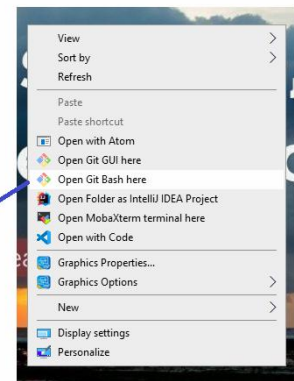 View
Sort by
Refresh
Paste
Paste shortcut
Open with Atom
Open Git GUI here
Open Git Bash here
Open Folder as IntelliJ IDEA Project
Open MobaXterm terminal here
Open with Code
Graphics Properties...
Graphics Options
New
Display settings
Personalize